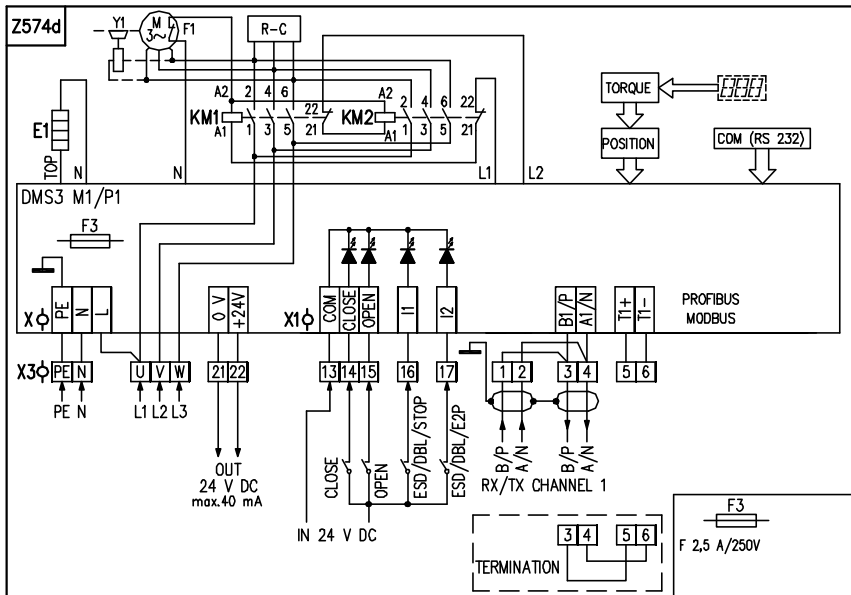 Z574d
Y1
M
3~
F1
R-C
A2 2 4 6 22
KM1
A1 1 3 5 21
A2 2 4 6 22
KM2
A1 1 3 5 21
E1
TOP
N
N
L1
L2
TORQUE
POSITION
COM (RS 232)
DMS3 M1/P1
F3
X
PE
N
L
0 V
+24V
X1
COM
CLOSE
OPEN
I1
I2
B1/P
A1/N
T1+
T1-
PROFIBUS
MODBUS
X3
PE N U V W 21 22 13 14 15 16 17 1 2 3 4 5 6
PE N
L1 L2 L3
OUT
24 V DC
max.40 mA
CLOSE
OPEN
ESD/DBL/STOP
ESD/DBL/E2P
IN 24 V DC
B/P
A/N
B/P
A/N
RX/TX CHANNEL 1
3 4 5 6
TERMINATION
F3
F 2,5 A/250V